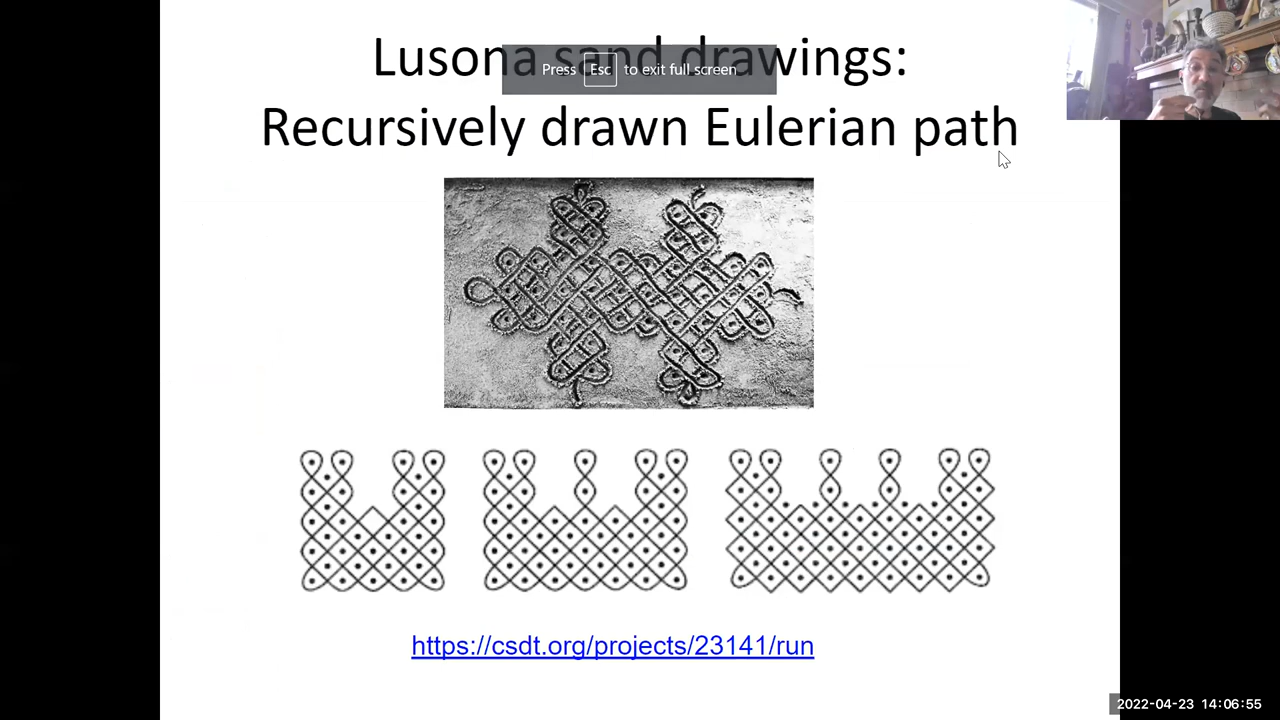 Lusona sand drawings:
Press Esc to exit full screen
Recursively drawn Eulerian path
https://csdt.org/projects/23141/run
2022-04-23 14:06:55